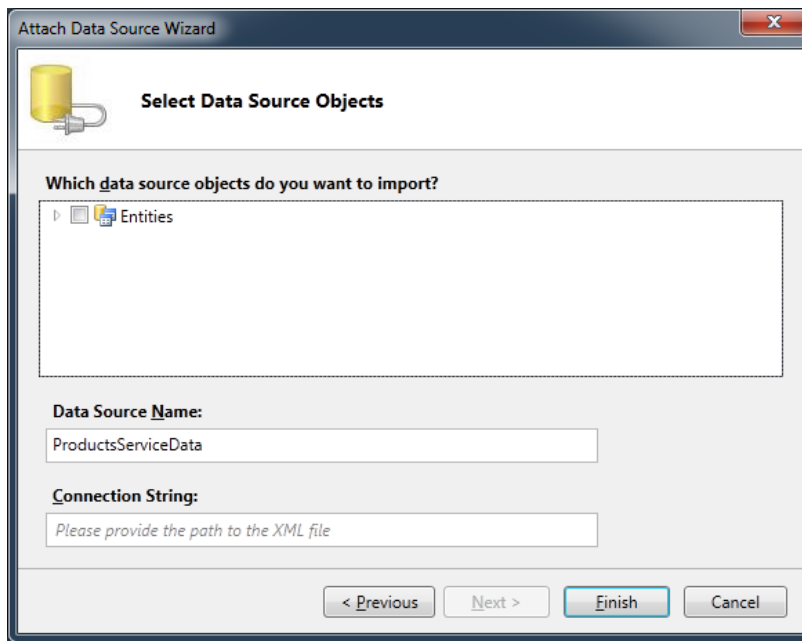 Attach Data Source Wizard
Select Data Source Objects
Which data source objects do you want to import?
Entities
Data Source Name:
ProductsServiceData
Connection String:
Please provide the path to the XML file
< Previous
Next >
Finish
Cancel